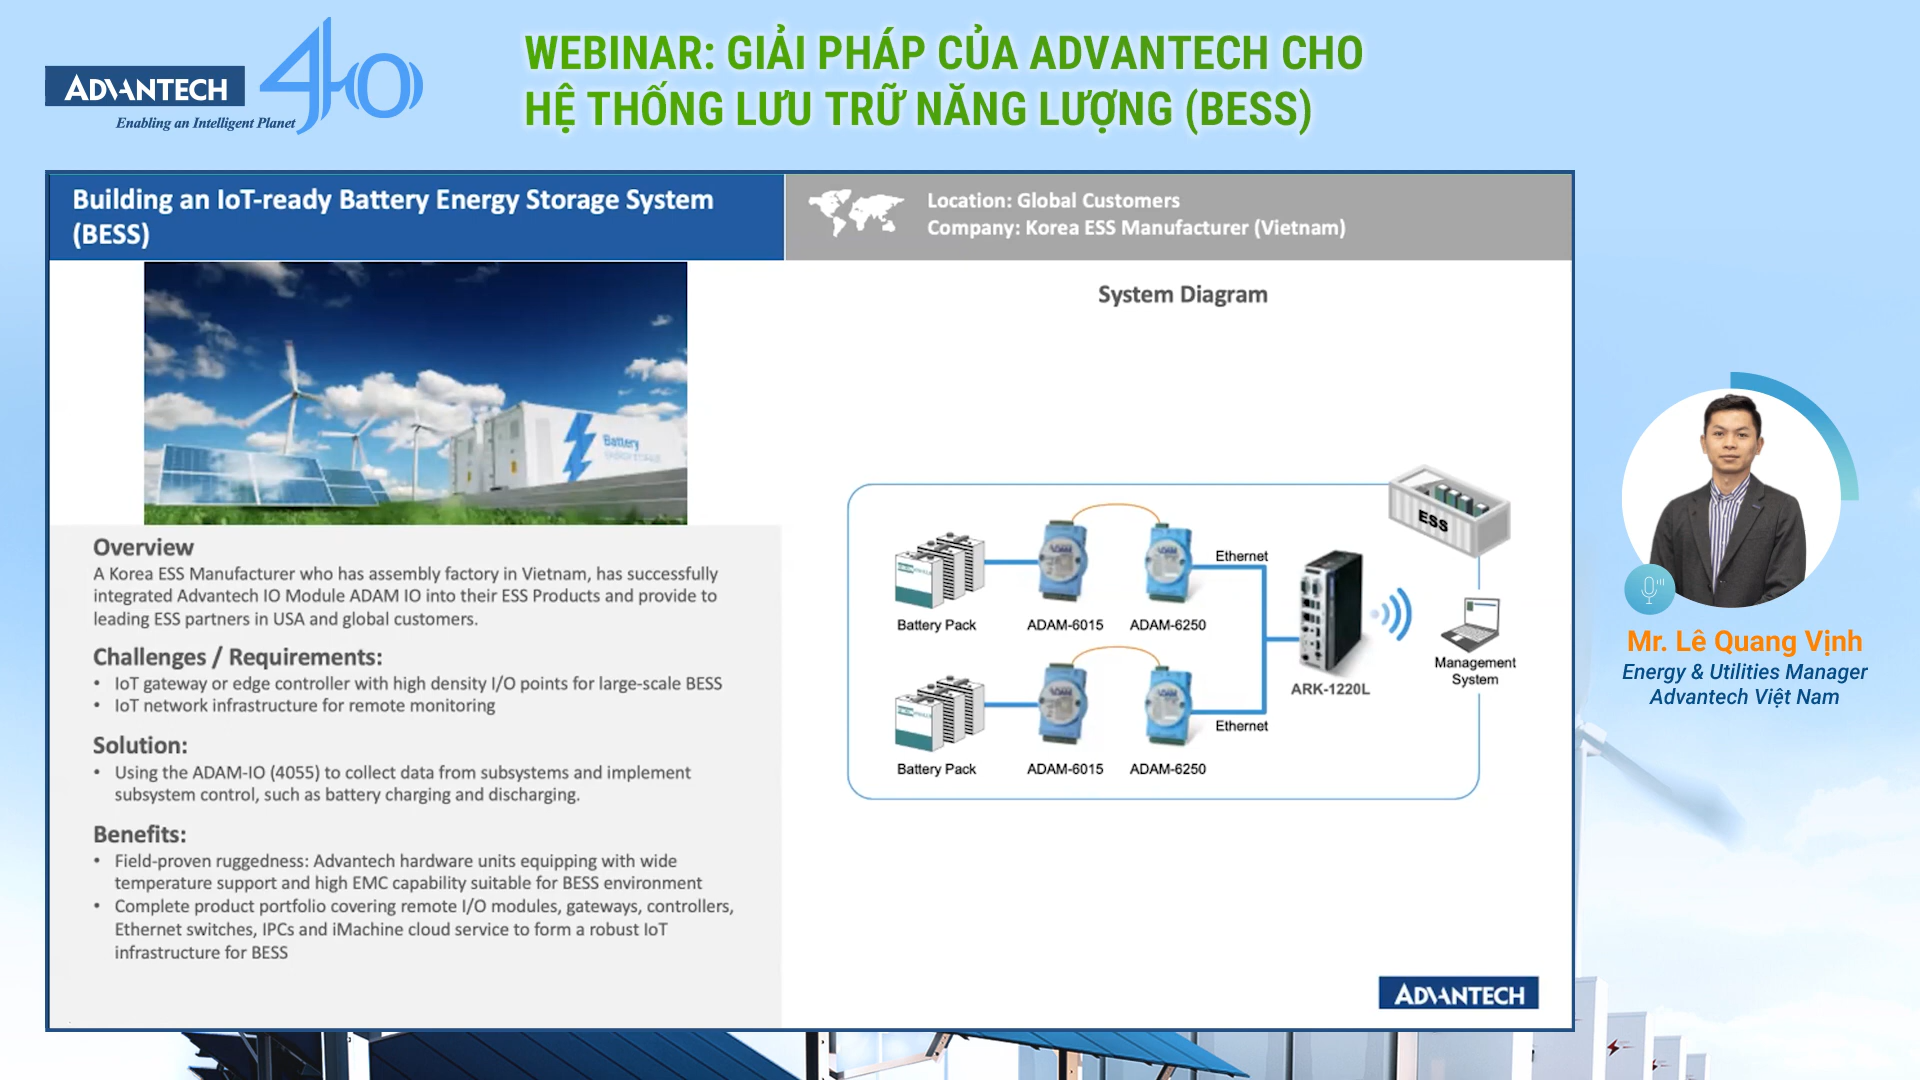 ADVANTECH
Enabling an Intelligent Planet
40
WEBINAR: GIẢI PHÁP CỦA ADVANTECH CHO
HỆ THỐNG LƯU TRỮ NĂNG LƯỢNG (BESS)
Building an IoT-ready Battery Energy Storage System
(BESS)
Location: Global Customers
Company: Korea ESS Manufacturer (Vietnam)
Battery
Overview
A Korea ESS Manufacturer who has assembly factory in Vietnam, has successfully
integrated Advantech IO Module ADAM IO into their ESS Products and provide to
leading ESS partners in USA and global customers.
Challenges / Requirements:
• IoT gateway or edge controller with high density I/O points for large-scale BESS
• IoT network infrastructure for remote monitoring
Solution:
• Using the ADAM-IO (4055) to collect data from subsystems and implement
subsystem control, such as battery charging and discharging.
Benefits:
• Field-proven ruggedness: Advantech hardware units equipping with wide
temperature support and high EMC capability suitable for BESS environment
• Complete product portfolio covering remote I/O modules, gateways, controllers,
Ethernet switches, IPCs and iMachine cloud service to form a robust IoT
infrastructure for BESS
System Diagram
ESS
Ethernet
Battery Pack
ADAM-6015
ADAM-6250
Management
System
ARK-1220L
Ethernet
Battery Pack
ADAM-6015
ADAM-6250
ADVANTECH
Mr. Lê Quang Vịnh
Energy & Utilities Manager
Advantech Việt Nam